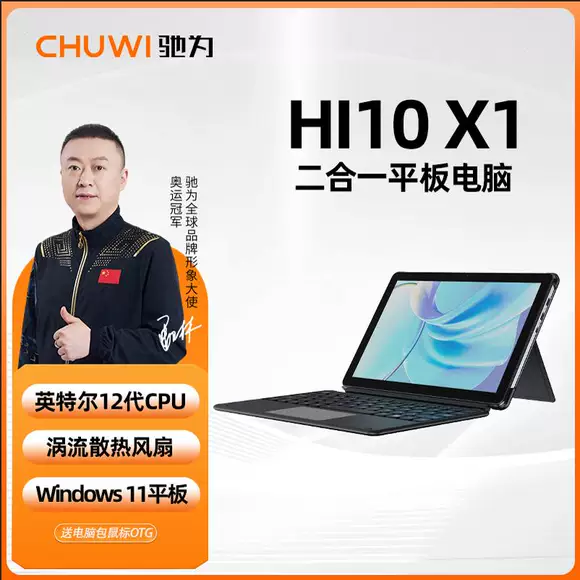 CHUWI 驰为
HI10 X1
二合一平板电脑
驰为全球品牌形象大使
奥运冠军
英特尔12代CPU
涡流散热风扇
Windows 11平板
送电脑包鼠标OTG